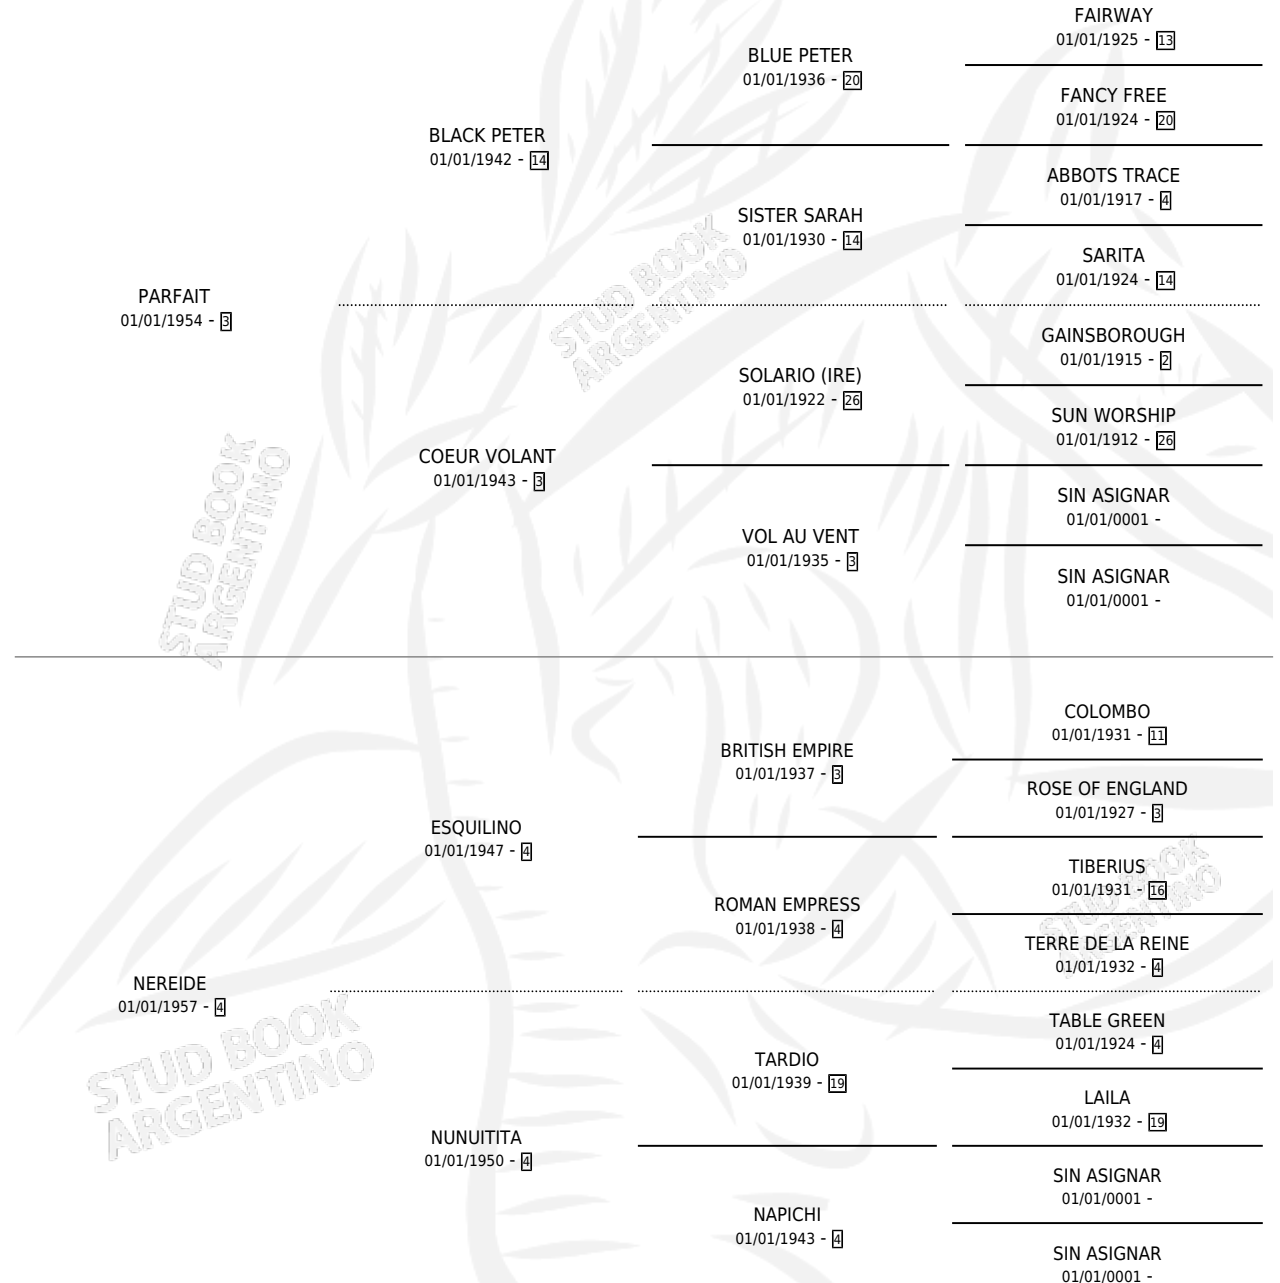 FAIRWAY
01/01/1925 - 13
BLUE PETER
01/01/1936 - 20
FANCY FREE
01/01/1924 - 20
BLACK PETER
01/01/1942 - 14
ABBOTS TRACE
01/01/1917 - 4
SISTER SARAH
01/01/1930 - 14
SARITA
01/01/1924 - 14
PARFAIT
01/01/1954 - 3
GAINSBOROUGH
01/01/1915 - 2
SOLARIO (IRE)
01/01/1922 - 26
SUN WORSHIP
01/01/1912 - 26
COEUR VOLANT
01/01/1943 - 3
SIN ASIGNAR
01/01/0001 -
VOL AU VENT
01/01/1935 - 3
SIN ASIGNAR
01/01/0001 -
COLOMBO
01/01/1931 - 11
BRITISH EMPIRE
01/01/1937 - 3
ROSE OF ENGLAND
01/01/1927 - 3
ESQUILINO
01/01/1947 - 4
TIBERIUS
01/01/1931 - 16
ROMAN EMPRESS
01/01/1938 - 4
TERRE DE LA REINE
01/01/1932 - 4
NEREIDE
01/01/1957 - 4
TABLE GREEN
01/01/1924 - 4
TARDIO
01/01/1939 - 19
LAILA
01/01/1932 - 19
NUNUITITA
01/01/1950 - 4
SIN ASIGNAR
01/01/0001 -
NAPICHI
01/01/1943 - 4
SIN ASIGNAR
01/01/0001 -
STUD BOOK
ARGENTINO
STUD BOOK
ARGENTINO
STUD BOOK
ARGENTINO
STUD BOOK
ARGENTINO